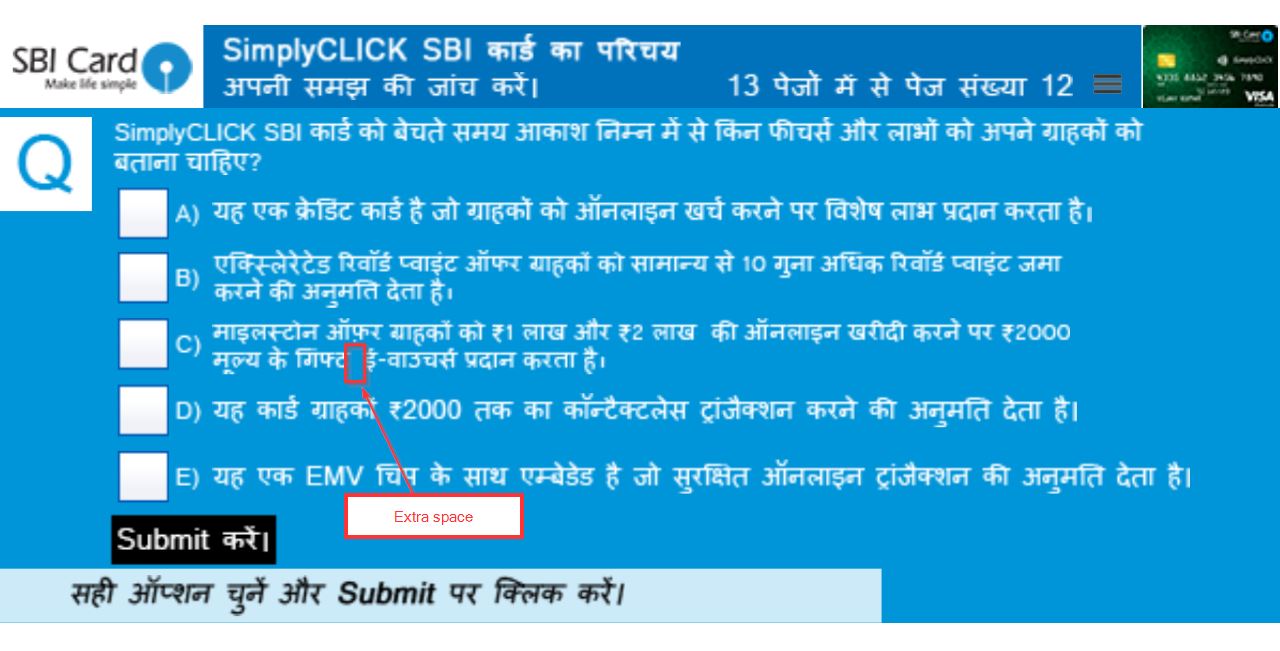 SBI Card
Make life simple
SimplyCLICK SBI कार्ड का परिचय
अपनी समझ की जांच करें।
13 पेजों में से पेज संख्या 12
SBI Card
SimplyCLICK
VISA
Q
SimplyCLICK SBI कार्ड को बेचते समय आकाश निम्न में से किन फीचर्स और लाभों को अपने ग्राहकों को
बताना चाहिए?
A) यह एक क्रेडिट कार्ड है जो ग्राहकों को ऑनलाइन खर्च करने पर विशेष लाभ प्रदान करता है।
B) एक्स्लिेरेटेड रिवॉर्ड प्वाइंट ऑफर ग्राहकों को सामान्य से 10 गुना अधिक रिवॉर्ड प्वाइंट जमा
करने की अनुमति देता है।
C) माइलस्टोन ऑफर ग्राहकों को ₹1 लाख और ₹2 लाख की ऑनलाइन खरीदी करने पर ₹2000
मूल्य के गिफ्ट ई-वाउचर्स प्रदान करता है।
D) यह कार्ड ग्राहकों ₹2000 तक का कॉन्टैक्टलेस ट्रांजैक्शन करने की अनुमति देता है।
E) यह एक EMV चिप के साथ एम्बेडेड है जो सुरक्षित ऑनलाइन ट्रांजैक्शन की अनुमति देता है।
Extra space
Submit करें।
सही ऑप्शन चुनें और Submit पर क्लिक करें।